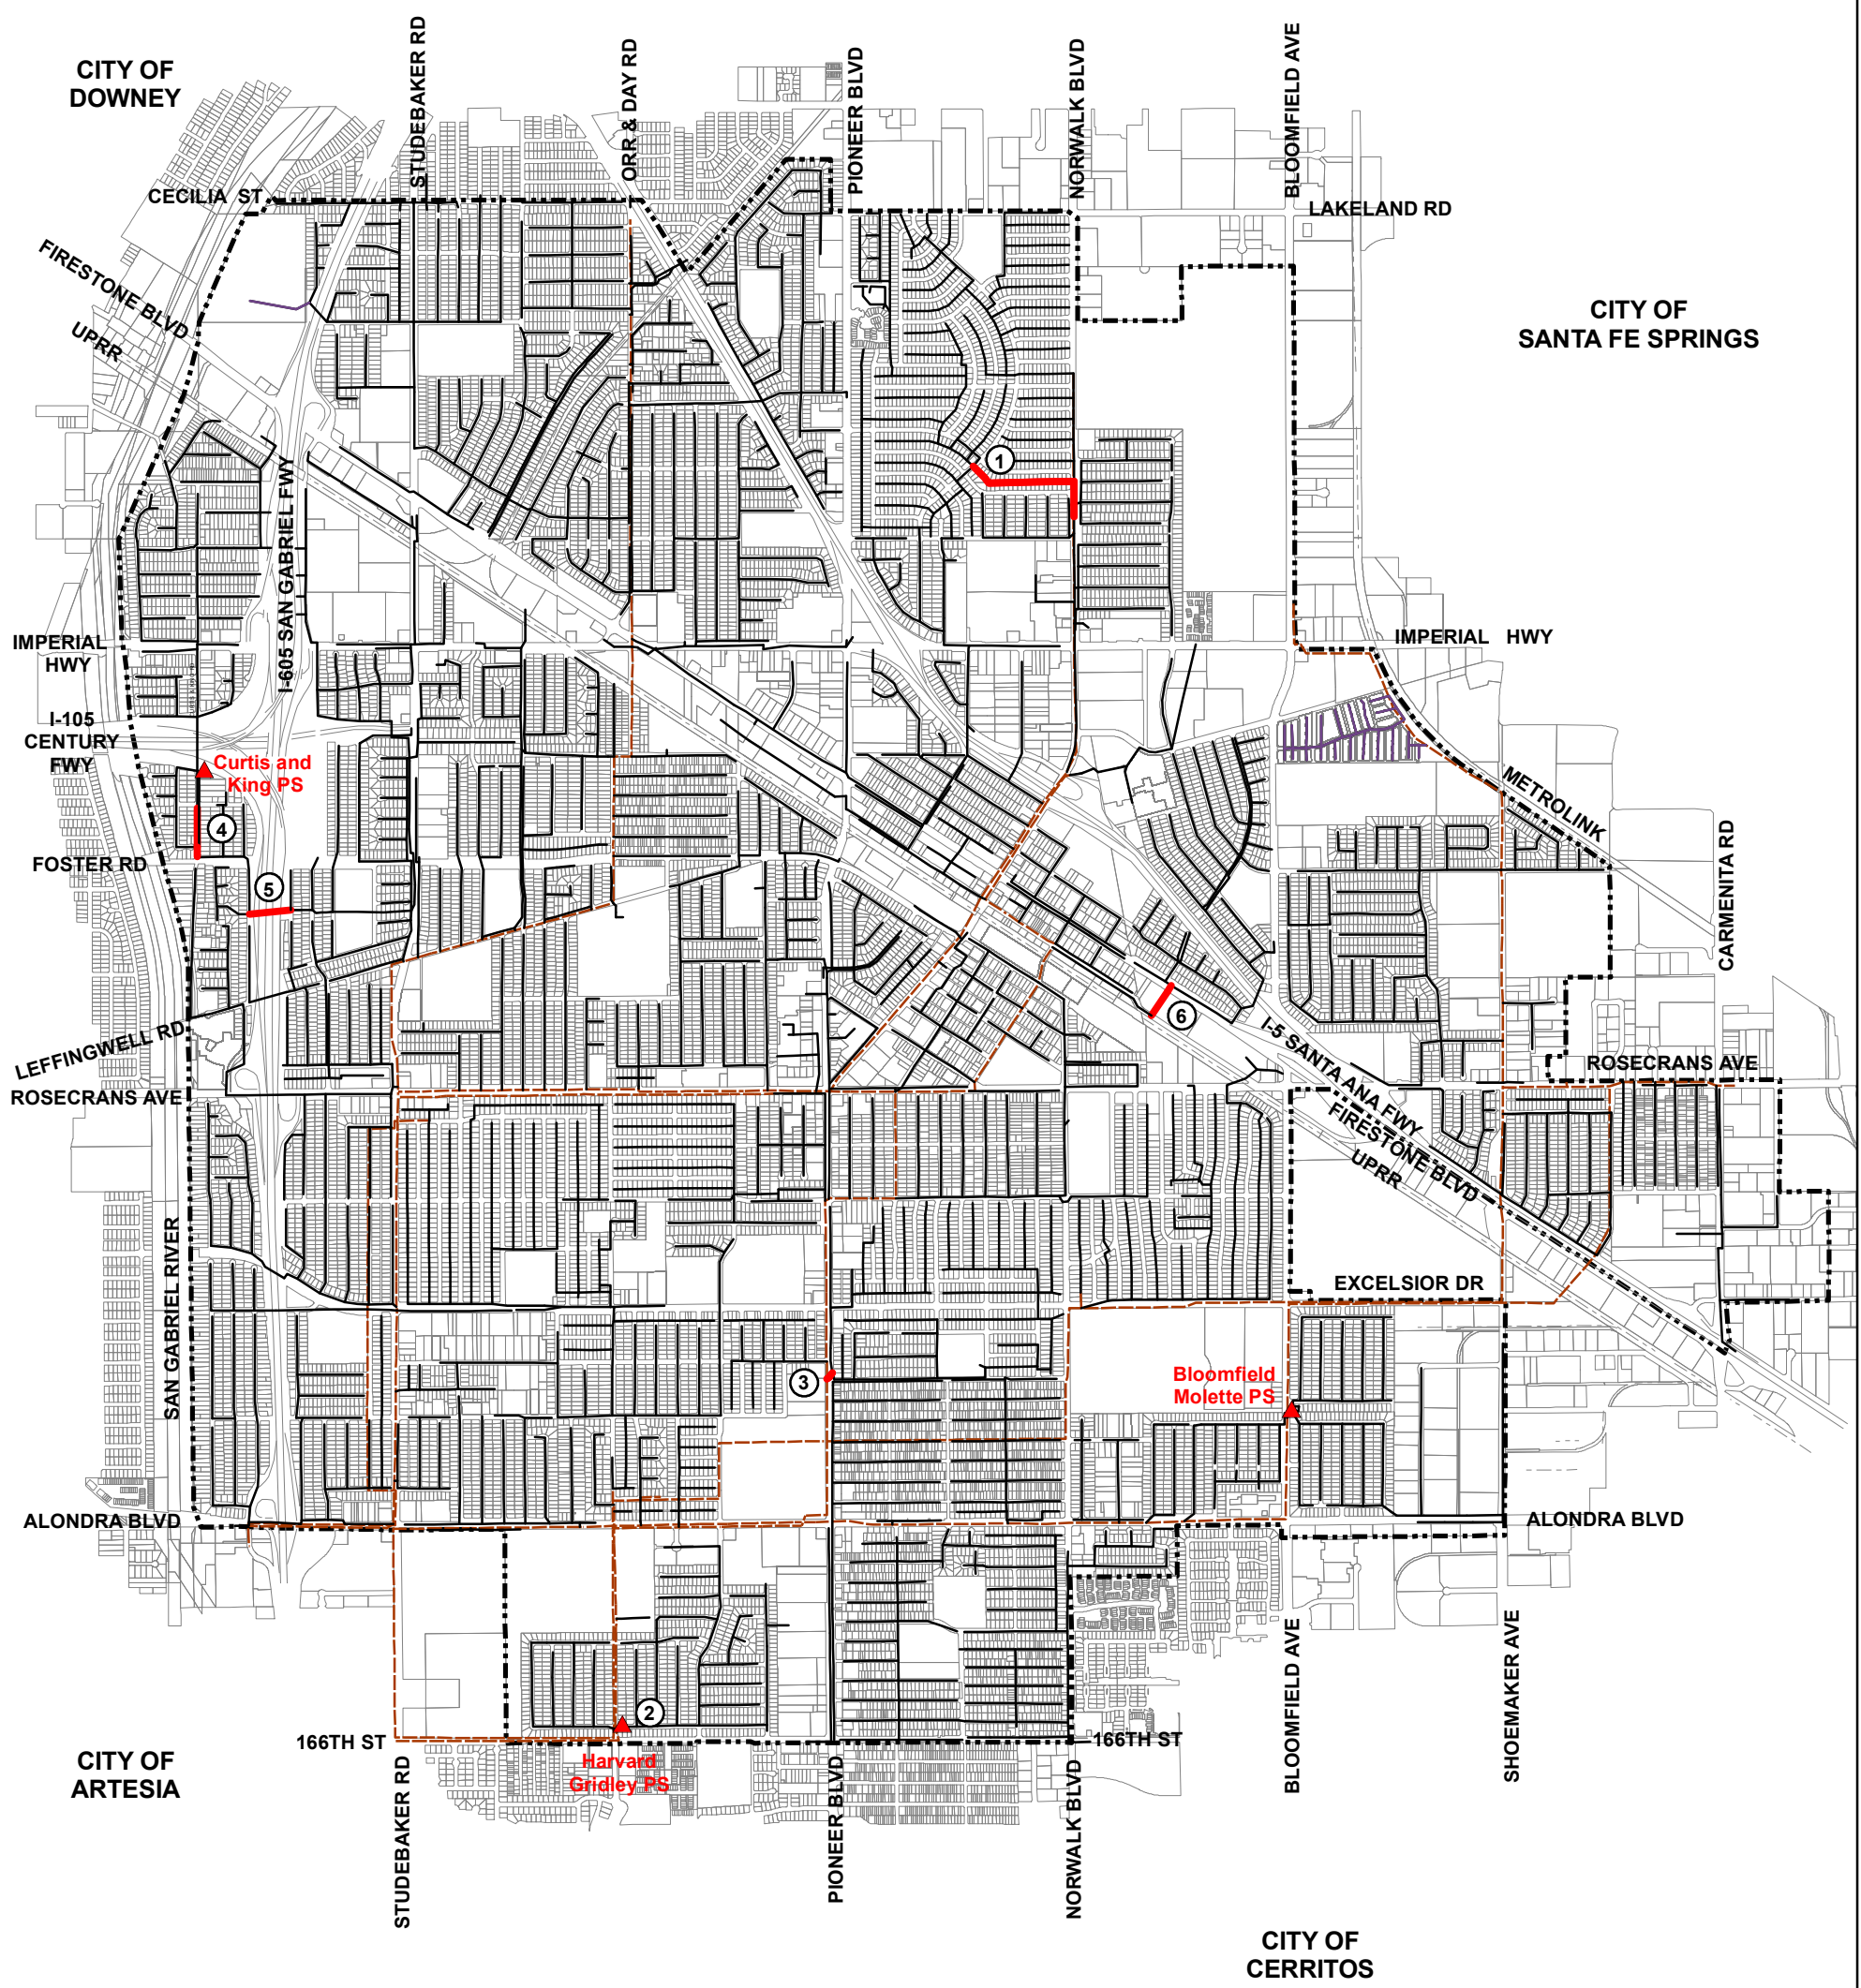 CITY OF
DOWNEY
STUDEBAKER RD
ORR & DAY RD
PIONEER BLVD
NORWALK BLVD
BLOOMFIELD AVE
CECILIA ST
LAKELAND RD
FIRESTONE BLVD
UPRR
CITY OF
SANTA FE SPRINGS
1
I-605 SAN GABRIEL FWY
IMPERIAL
HWY
IMPERIAL HWY
I-105
CENTURY
FWY
Curtis and
King PS
METROLINK
4
FOSTER RD
5
CARMENITA RD
6
LEFFINGWELL RD
I-5 SANTA ANA FWY
ROSECRANS AVE
ROSECRANS AVE
FIRESTONE BLVD
UPRR
SAN GABRIEL RIVER
EXCELSIOR DR
3
Bloomfield
Molette PS
ALONDRA BLVD
ALONDRA BLVD
2
166TH ST
166TH ST
Harvard
Gridley PS
CITY OF
ARTESIA
STUDEBAKER RD
PIONEER BLVD
NORWALK BLVD
BLOOMFIELD AVE
SHOEMAKER AVE
CITY OF
CERRITOS